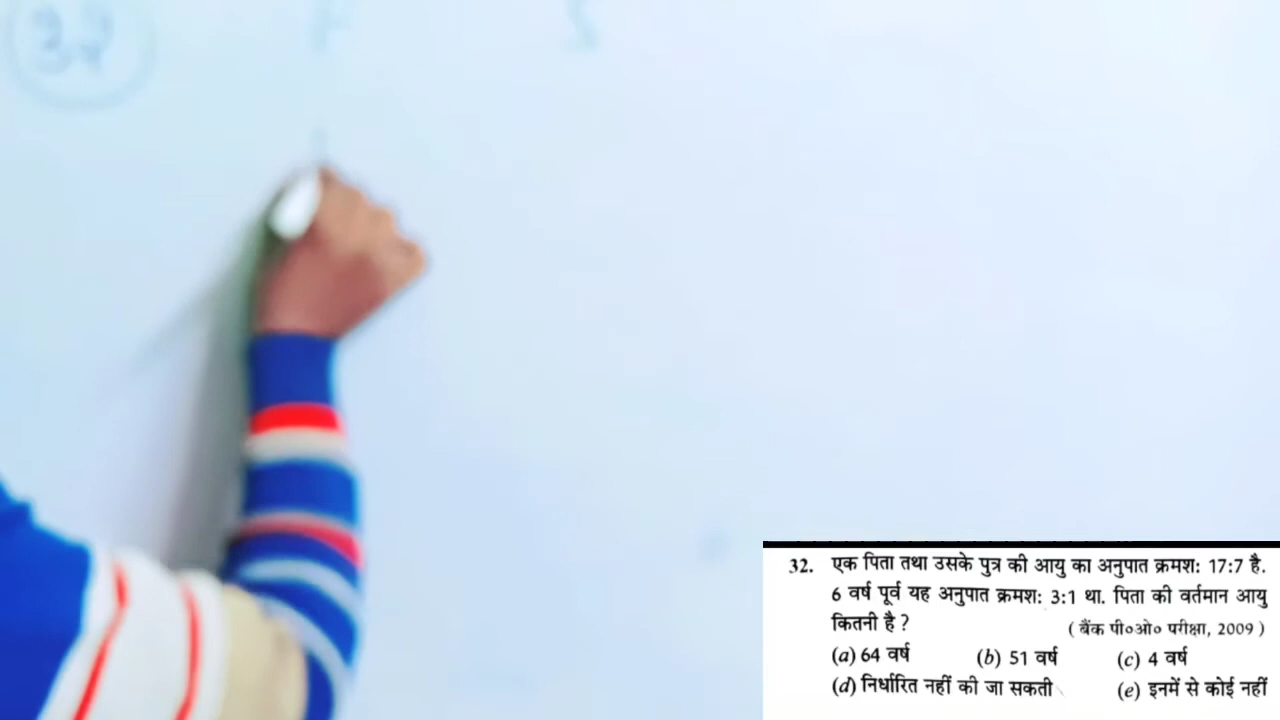 32
F S
32. एक पिता तथा उसके पुत्र की आयु का अनुपात क्रमश: 17:7 है.
6 वर्ष पूर्व यह अनुपात क्रमश: 3:1 था. पिता की वर्तमान आयु
कितनी है ? ( बैंक पी०ओ० परीक्षा, 2009 )
(a) 64 वर्ष (b) 51 वर्ष (c) 4 वर्ष
(d) निर्धारित नहीं की जा सकती (e) इनमें से कोई नहीं